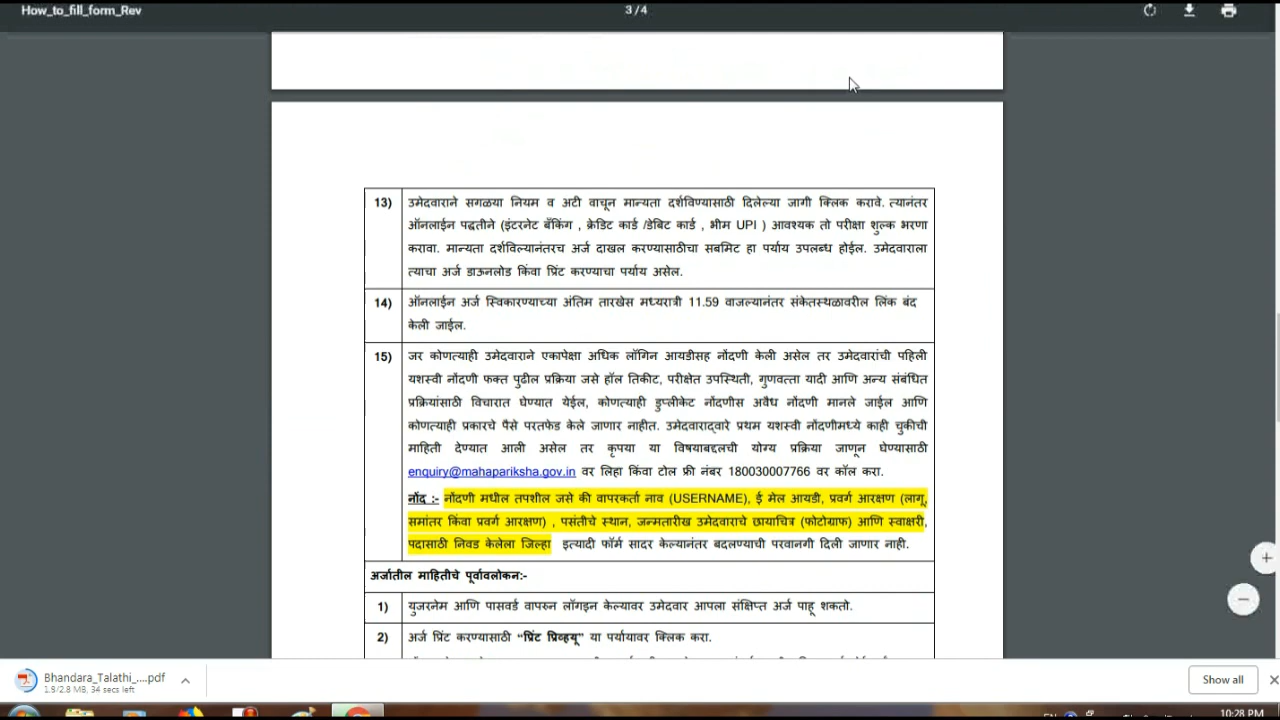 How_to_fill_form_Rev
3 / 4
13) उमेदवाराने सगळया नियम व अटी वाचून मान्यता दर्शविण्यासाठी दिलेल्या जागी क्लिक करावे. त्यानंतर
ऑनलाईन पद्धतीने (इंटरनेट बँकिंग , क्रेडिट कार्ड /डेबिट कार्ड , भीम UPI ) आवश्यक तो परीक्षा शुल्क भरणा
करावा. मान्यता दर्शविल्यानंतरच अर्ज दाखल करण्यासाठीचा सबमिट हा पर्याय उपलब्ध होईल. उमेदवाराला
त्याचा अर्ज डाऊनलोड किंवा प्रिंट करण्याचा पर्याय असेल.
14) ऑनलाईन अर्ज स्विकारण्याच्या अंतिम तारखेस मध्यरात्री 11.59 वाजल्यानंतर संकेतस्थळावरील लिंक बंद
केली जाईल.
15) जर कोणत्याही उमेदवाराने एकापेक्षा अधिक लॉगिन आयडीसह नोंदणी केली असेल तर उमेदवारांची पहिली
यशस्वी नोंदणी फक्त पुढील प्रक्रिया जसे हॉल तिकीट, परीक्षेत उपस्थिती, गुणवत्ता यादी आणि अन्य संबंधित
प्रक्रियांसाठी विचारात घेण्यात येईल, कोणत्याही डुप्लीकेट नोंदणीस अवैध नोंदणी मानले जाईल आणि
कोणत्याही प्रकारचे पैसे परतफेड केले जाणार नाहीत. उमेदवाराद्वारे प्रथम यशस्वी नोंदणीमध्ये काही चुकीची
माहिती देण्यात आली असेल तर कृपया या विषयाबद्दलची योग्य प्रक्रिया जाणून घेण्यासाठी
enquiry@mahapariksha.gov.in वर लिहा किंवा टोल फ्री नंबर 180030007766 वर कॉल करा.
नोंद :- नोंदणी मधील तपशील जसे की वापरकर्ता नाव (USERNAME), ई मेल आयडी, प्रवर्ग आरक्षण (लागू,
समांतर किंवा प्रवर्ग आरक्षण) , पसंतीचे स्थान, जन्मतारीख उमेदवाराचे छायाचित्र (फोटोग्राफ) आणि स्वाक्षरी,
पदासाठी निवड केलेला जिल्हा इत्यादी फॉर्म सादर केल्यानंतर बदलण्याची परवानगी दिली जाणार नाही.
अर्जातील माहितीचे पूर्वावलोकन:-
1) युजरनेम आणि पासवर्ड वापरुन लॉगइन केल्यावर उमेदवार आपला संक्षिप्त अर्ज पाहू शकतो.
2) अर्ज प्रिंट करण्यासाठी “प्रिंट प्रिव्हयू” या पर्यायावर क्लिक करा.
Bhandara_Talathi_....pdf
1.9/2.8 MB, 34 secs left
Show all
10:28 PM